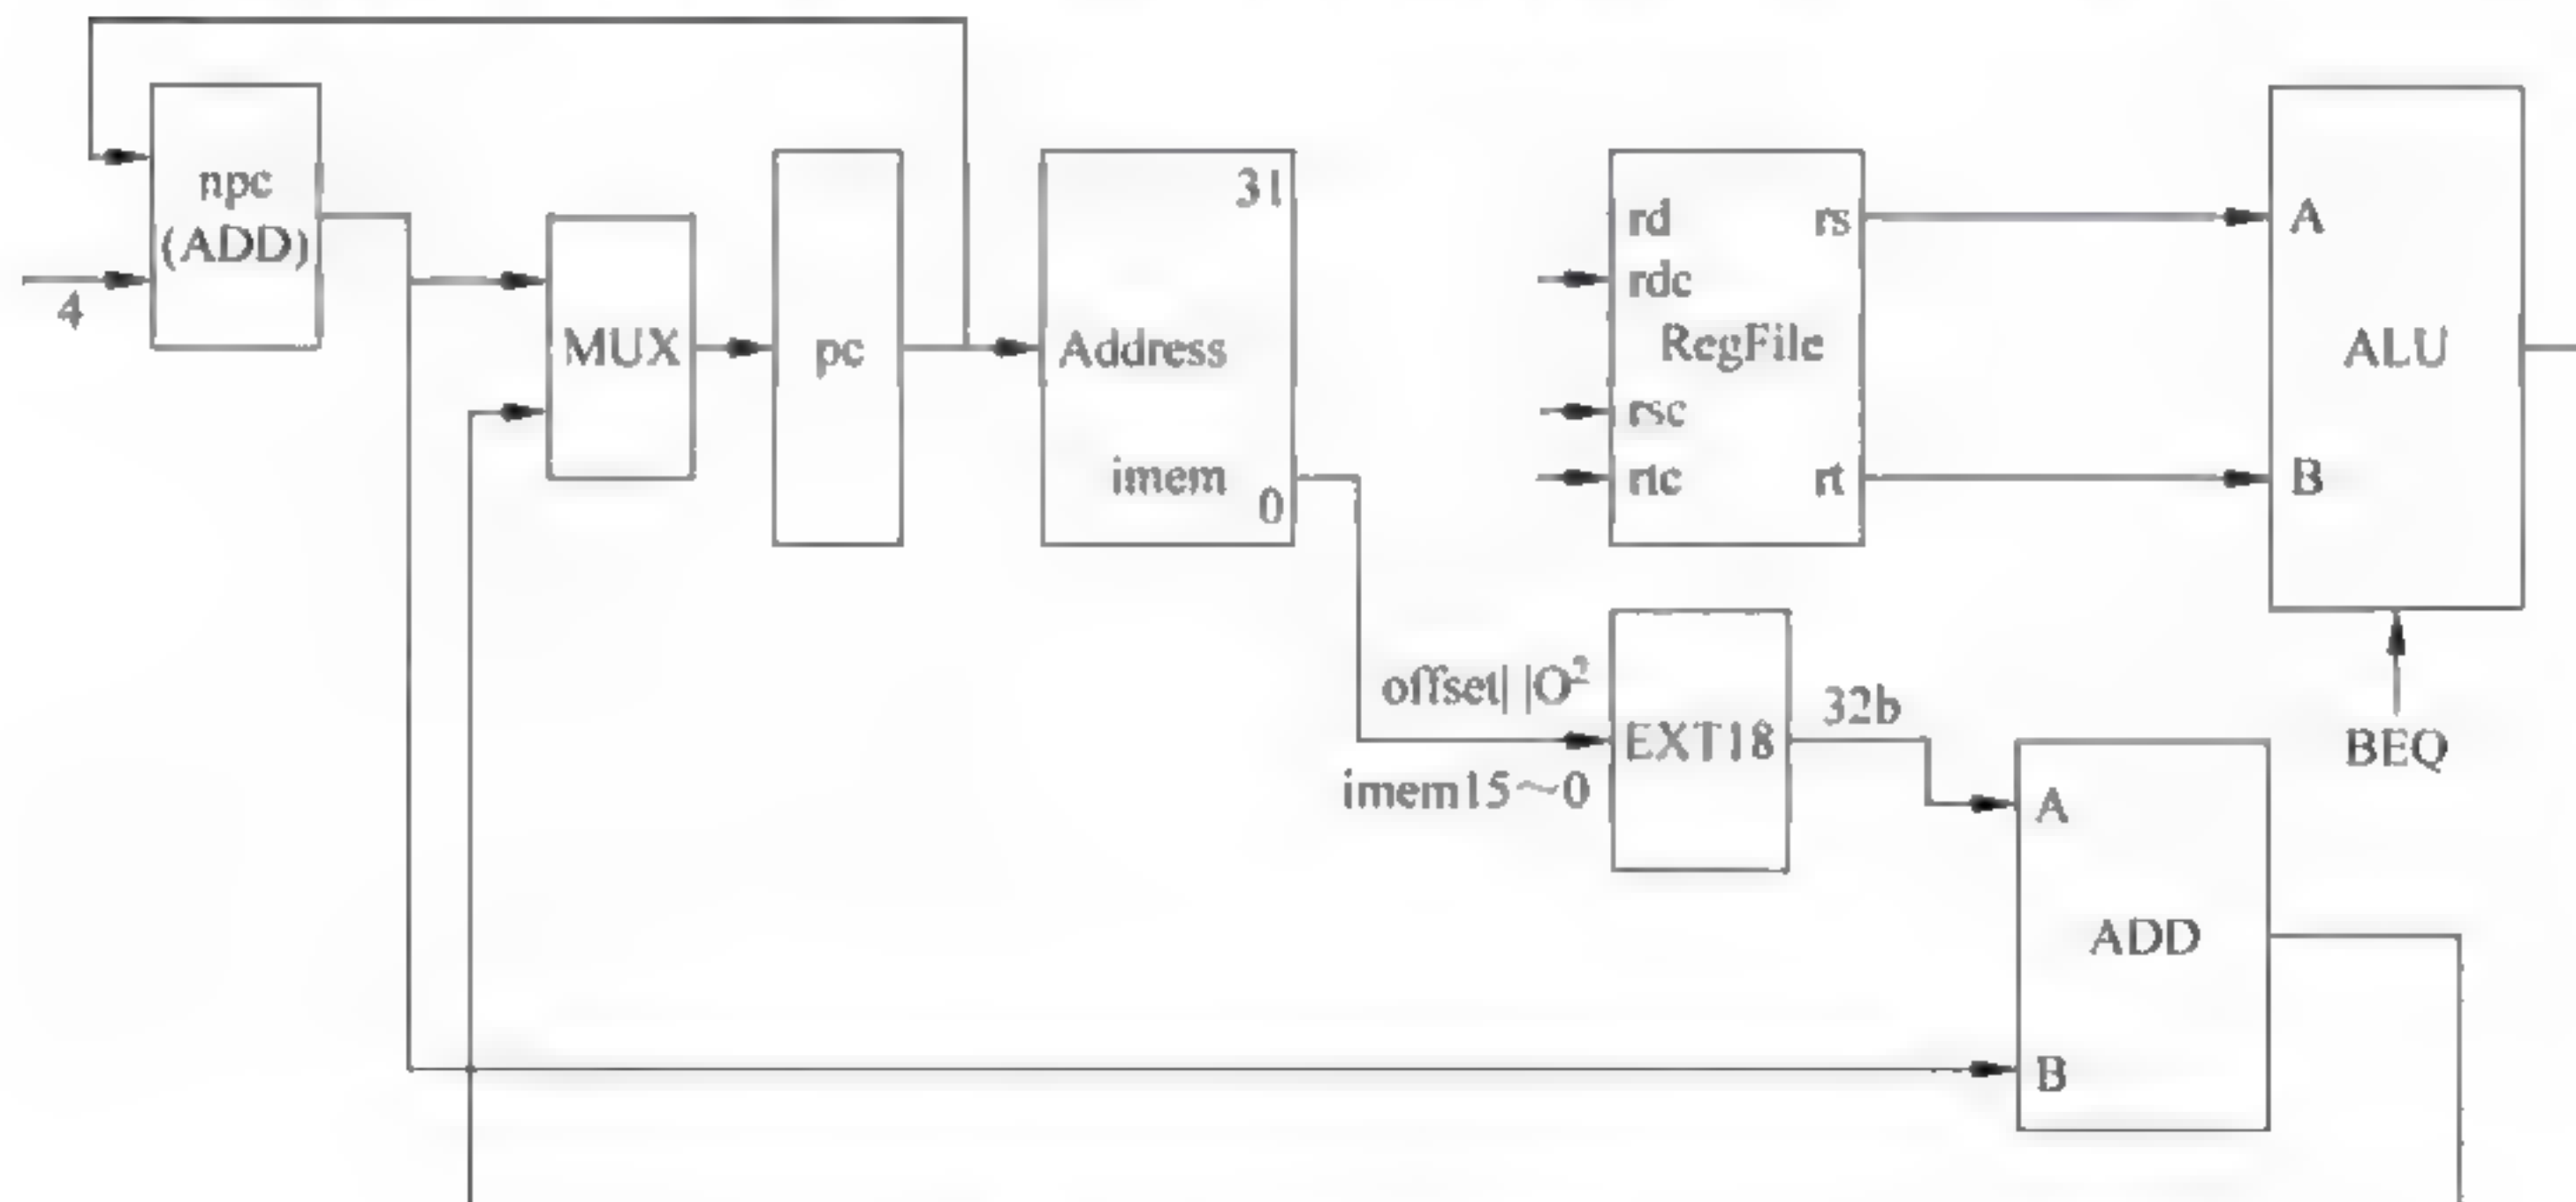 npc
(ADD)
4
MUX
pc
31
Address
imem
0
rd
rdc
RegFile
rsc
rtc
rs
rt
A
ALU
B
BEQ
offset||O²
imem15~0
EXT18
32b
A
ADD
B